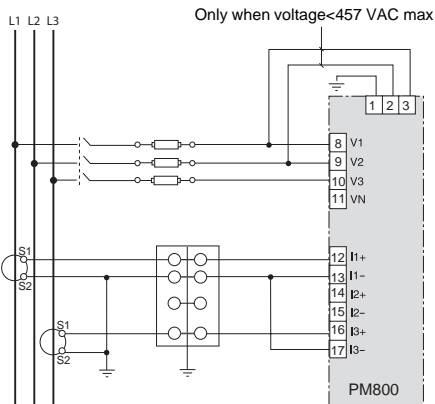 Only when voltage<457 VAC max
L1 L2 L3
1 2 3
8 V1
9 V2
10 V3
11 VN
S1
12 I1+
S2
13 I1-
14 I2+
15 I2-
S1
16 I3+
S2
17 I3-
PM800